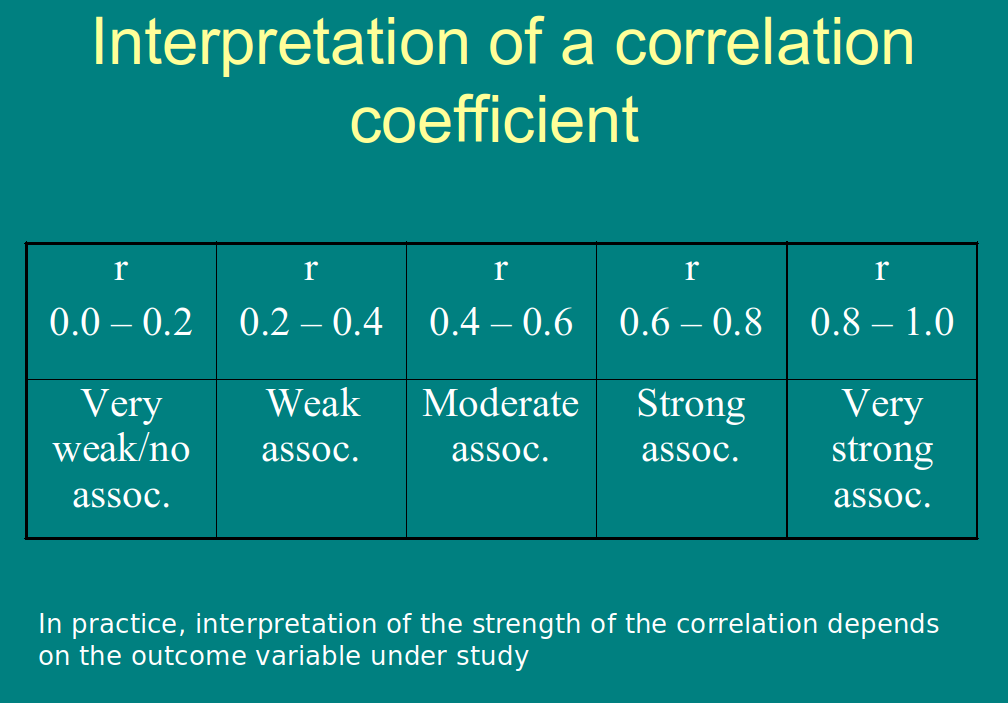 Interpretation of a correlation
coefficient
r
0.0 – 0.2
r
0.2 – 0.4
r
0.4 – 0.6
r
0.6 – 0.8
r
0.8 – 1.0
Very
weak/no
assoc.
Weak
assoc.
Moderate
assoc.
Strong
assoc.
Very
strong
assoc.
In practice, interpretation of the strength of the correlation depends
on the outcome variable under study